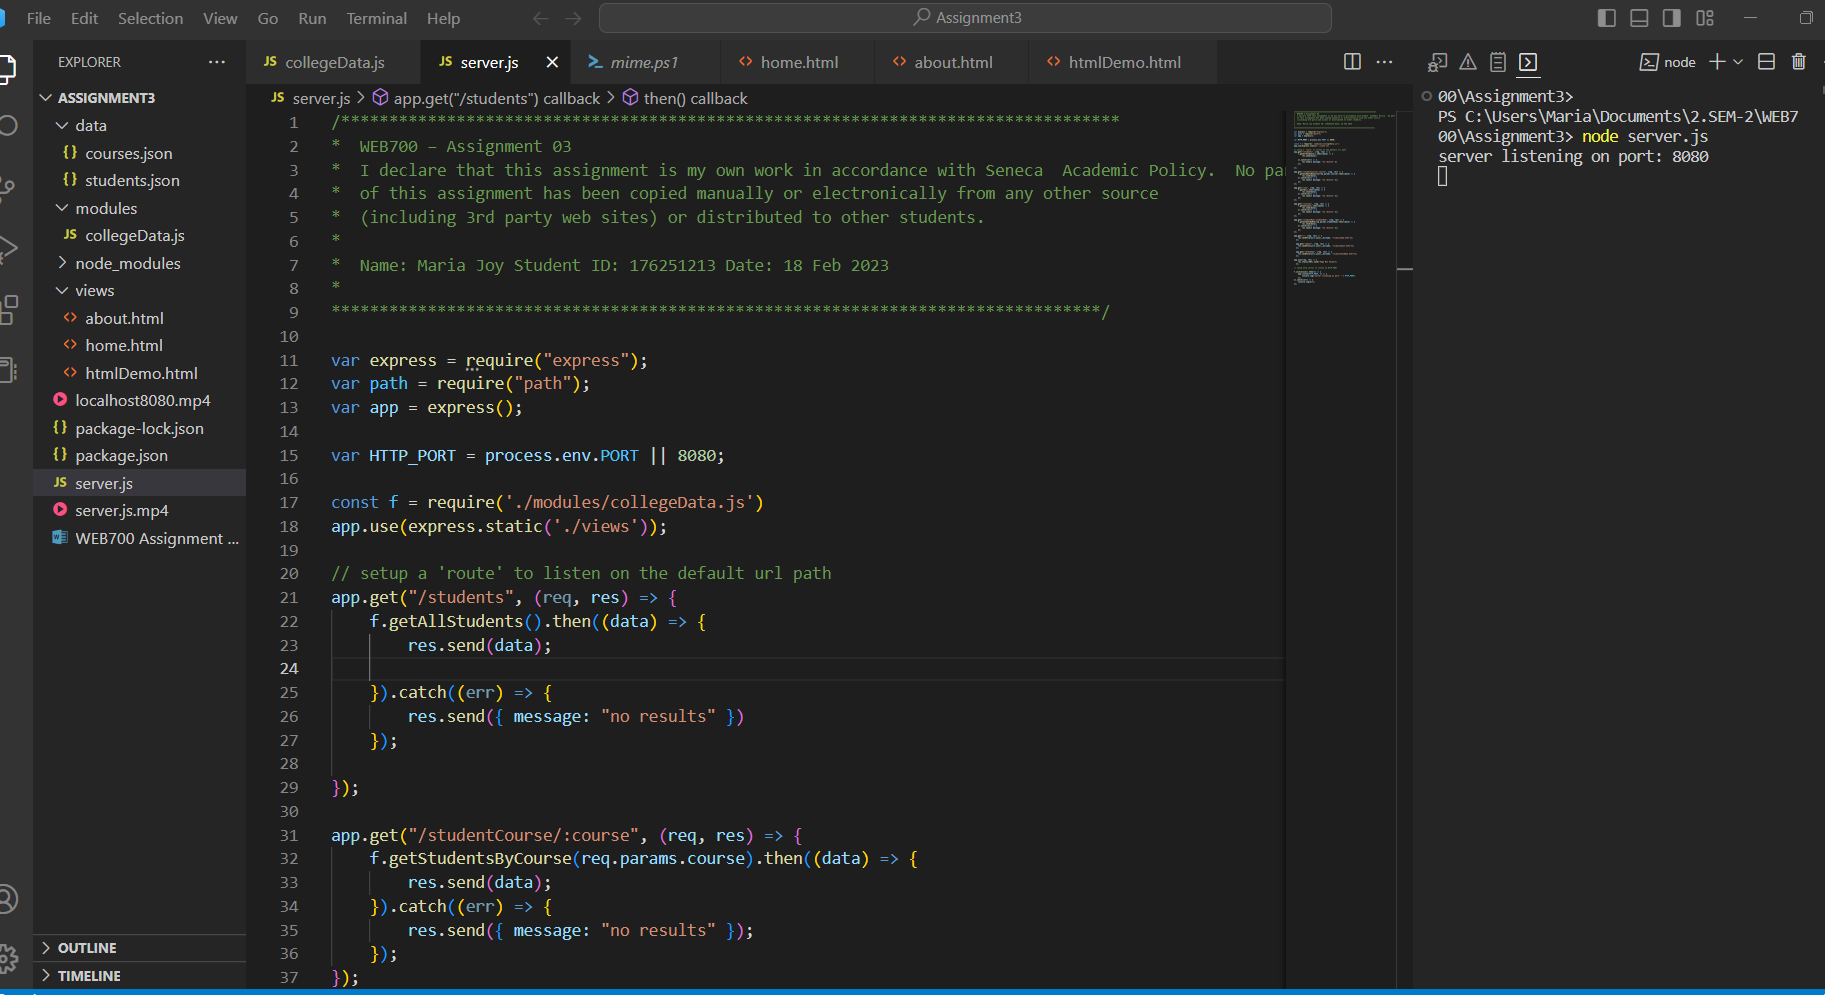 File Edit Selection View Go Run Terminal Help
Assignment3
EXPLORER
ASSIGNMENT3
data
courses.json
students.json
modules
JS collegeData.js
node_modules
views
about.html
home.html
htmlDemo.html
localhost8080.mp4
package-lock.json
package.json
JS server.js
server.js.mp4
WEB700 Assignment ...
OUTLINE
TIMELINE
JS collegeData.js JS server.js mime.ps1 home.html about.html htmlDemo.html
JS server.js > app.get("/students") callback > then() callback
1 /*********************************************************************************
2 *  WEB700 – Assignment 03
3 *  I declare that this assignment is my own work in accordance with Seneca  Academic Policy.  No pa
4 *  of this assignment has been copied manually or electronically from any other source
5 *  (including 3rd party web sites) or distributed to other students.
6 *
7 *  Name: Maria Joy Student ID: 176251213 Date: 18 Feb 2023
8 *
9 ********************************************************************************/
10
11 var express = require("express");
12 var path = require("path");
13 var app = express();
14
15 var HTTP_PORT = process.env.PORT || 8080;
16
17 const f = require('./modules/collegeData.js')
18 app.use(express.static('./views'));
19
20 // setup a 'route' to listen on the default url path
21 app.get("/students", (req, res) => {
22     f.getAllStudents().then((data) => {
23         res.send(data);
24
25     }).catch((err) => {
26         res.send({ message: "no results" })
27     });
28
29 });
30
31 app.get("/studentCourse/:course", (req, res) => {
32     f.getStudentsByCourse(req.params.course).then((data) => {
33         res.send(data);
34     }).catch((err) => {
35         res.send({ message: "no results" });
36     });
37 });
node
00\Assignment3>
PS C:\Users\Maria\Documents\2.SEM-2\WEB7
00\Assignment3> node server.js
server listening on port: 8080